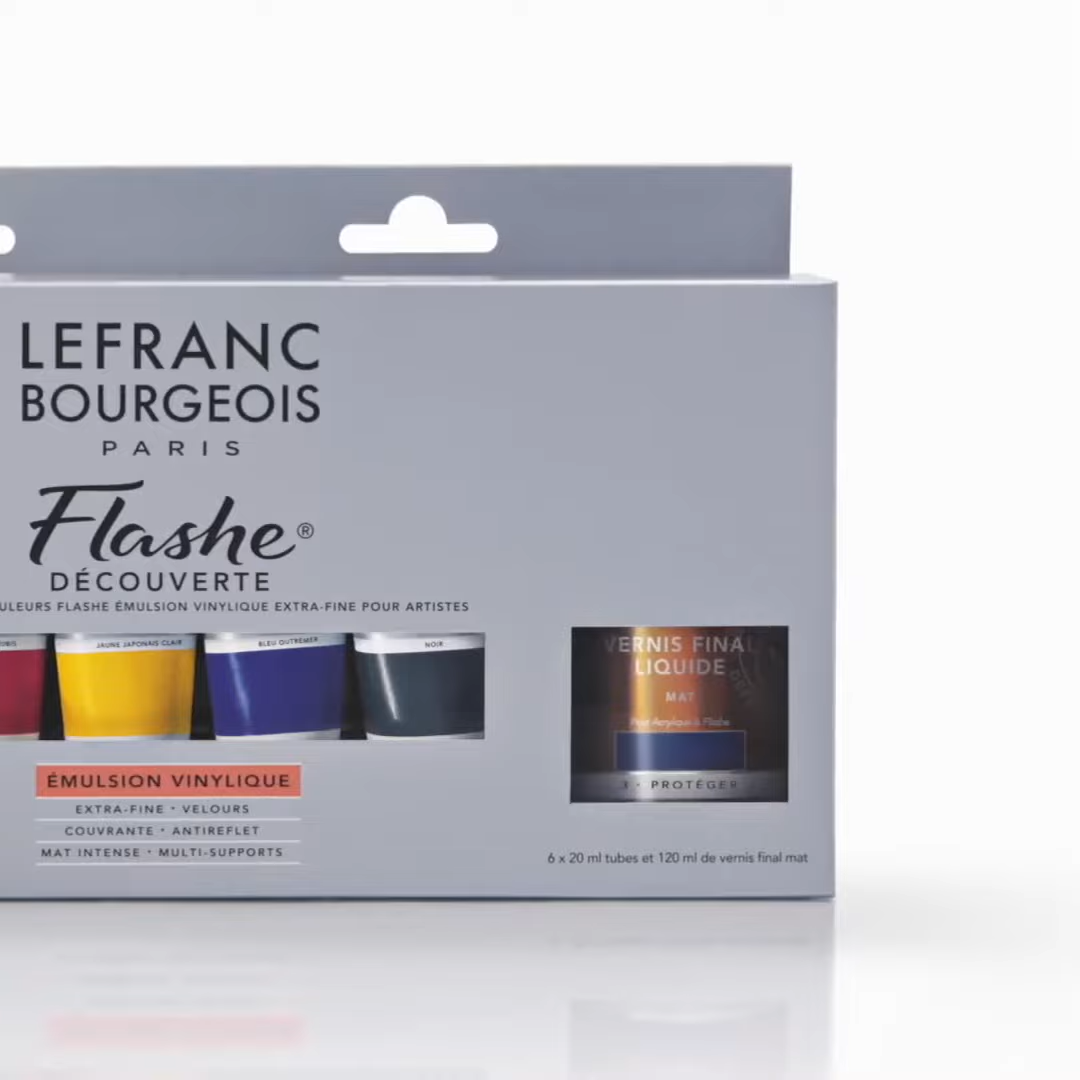 LEFRANC
BOURGEOIS
PARIS
Flashe®
DÉCOUVERTE
ULEURS FLASHE ÉMULSION VINYLIQUE EXTRA-FINE POUR ARTISTES
JAUNE JAPONAIS CLAIR
BLEU OUTREMER
NOIR
VERNIS FINAL
LIQUIDE
MAT
Pour Acrylique & Flashe
3 • PROTÉGER
ÉMULSION VINYLIQUE
EXTRA-FINE • VELOURS
COUVRANTE • ANTIREFLET
MAT INTENSE • MULTI-SUPPORTS
6 x 20 ml tubes et 120 ml de vernis final mat